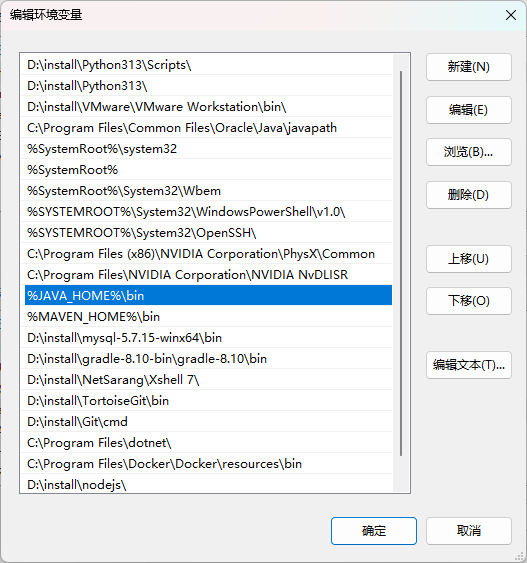 编辑环境变量
D:\install\Python313\Scripts\
D:\install\Python313\
D:\install\VMware\VMware Workstation\bin\
C:\Program Files\Common Files\Oracle\Java\javapath
%SystemRoot%\system32
%SystemRoot%
%SystemRoot%\System32\Wbem
%SYSTEMROOT%\System32\WindowsPowerShell\v1.0\
%SYSTEMROOT%\System32\OpenSSH\
C:\Program Files (x86)\NVIDIA Corporation\PhysX\Common
C:\Program Files\NVIDIA Corporation\NVIDIA NvDLISR
%JAVA_HOME%\bin
%MAVEN_HOME%\bin
D:\install\mysql-5.7.15-winx64\bin
D:\install\gradle-8.10-bin\gradle-8.10\bin
D:\install\NetSarang\Xshell 7\
D:\install\TortoiseGit\bin
D:\install\Git\cmd
C:\Program Files\dotnet\
C:\Program Files\Docker\Docker\resources\bin
D:\install\nodejs\
新建(N)
编辑(E)
浏览(B)...
删除(D)
上移(U)
下移(O)
编辑文本(T)...
确定
取消